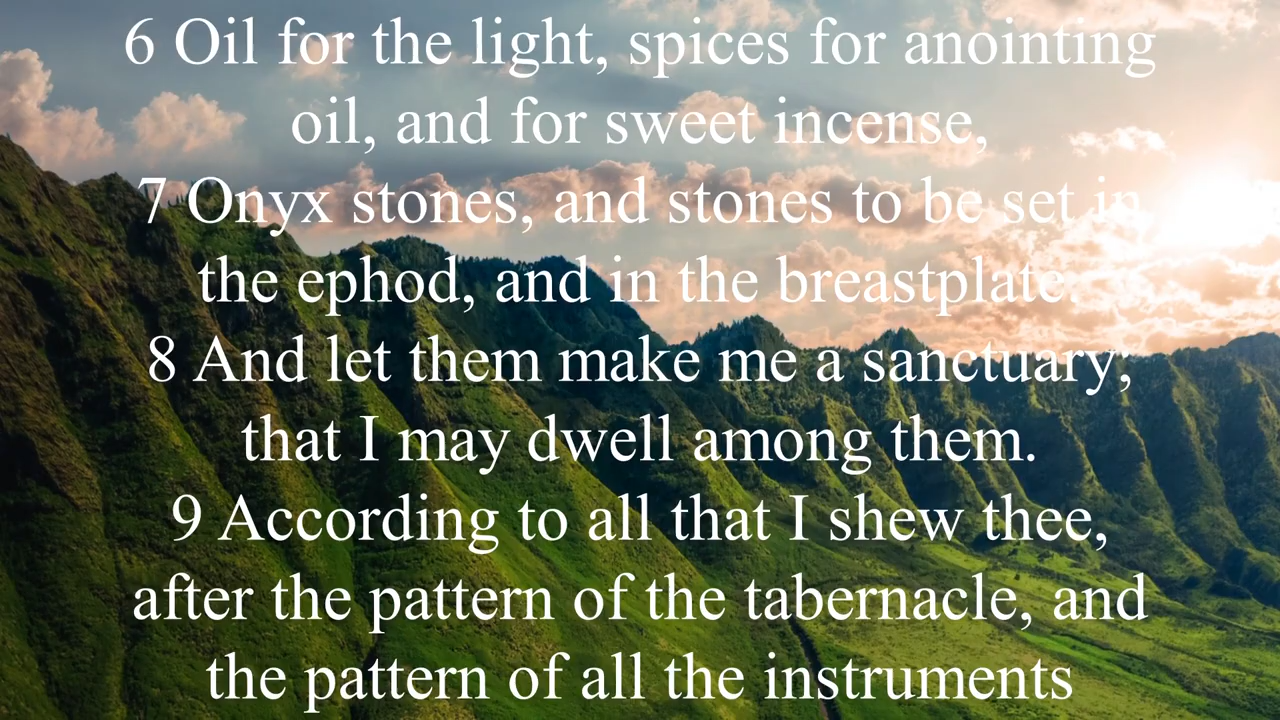 6 Oil for the light, spices for anointing
oil, and for sweet incense,
7 Onyx stones, and stones to be set in
the ephod, and in the breastplate.
8 And let them make me a sanctuary;
that I may dwell among them.
9 According to all that I shew thee,
after the pattern of the tabernacle, and
the pattern of all the instruments